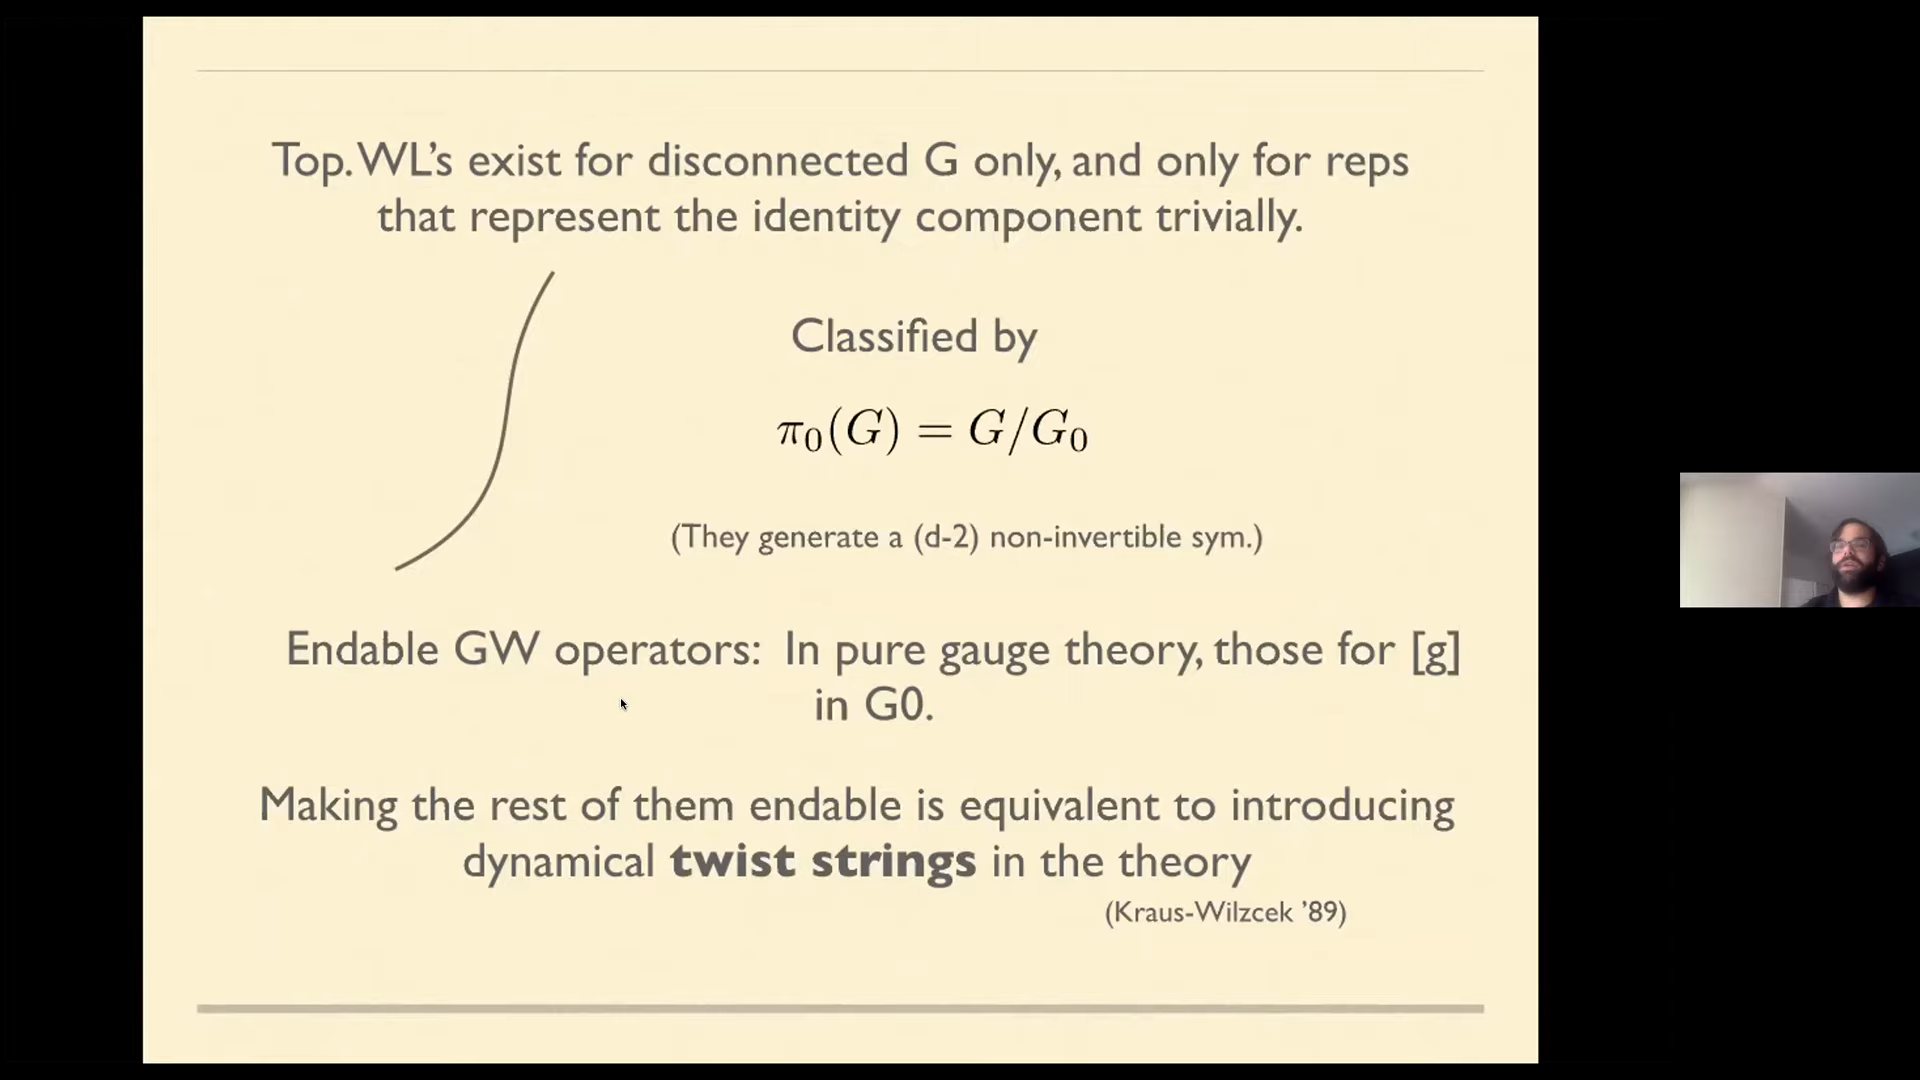 Top. WL's exist for disconnected G only, and only for reps
that represent the identity component trivially.
Classified by
π₀(G) = G/G₀
(They generate a (d-2) non-invertible sym.)
Endable GW operators: In pure gauge theory, those for [g]
in G0.
Making the rest of them endable is equivalent to introducing
dynamical twist strings in the theory
(Kraus-Wilzcek '89)